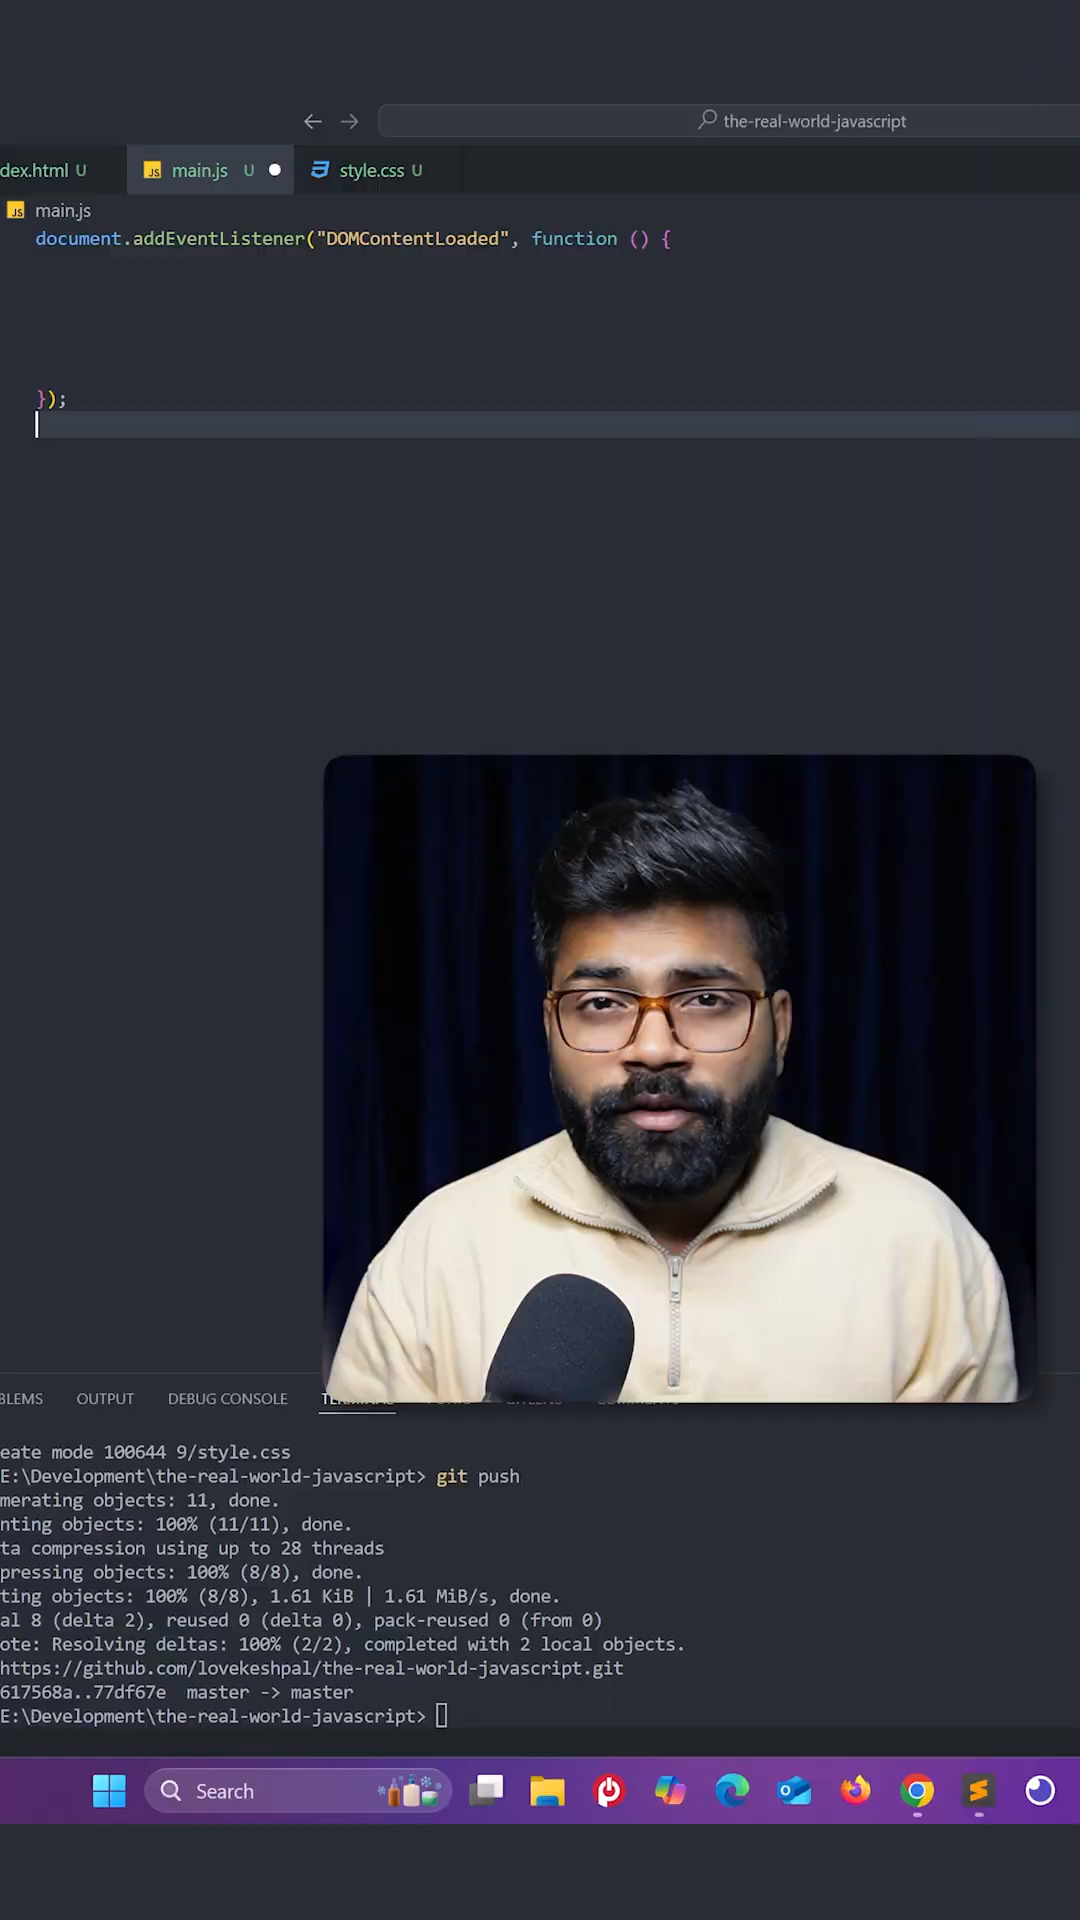 the-real-world-javascript
dex.html U
JS main.js U
style.css U
JS main.js
document.addEventListener("DOMContentLoaded", function () {
});
BLEMS OUTPUT DEBUG CONSOLE TERMINAL
eate mode 100644 9/style.css
E:\Development\the-real-world-javascript> git push
merating objects: 11, done.
nting objects: 100% (11/11), done.
ta compression using up to 28 threads
pressing objects: 100% (8/8), done.
ting objects: 100% (8/8), 1.61 KiB | 1.61 MiB/s, done.
al 8 (delta 2), reused 0 (delta 0), pack-reused 0 (from 0)
ote: Resolving deltas: 100% (2/2), completed with 2 local objects.
https://github.com/lovekeshpal/the-real-world-javascript.git
617568a..77df67e master -> master
E:\Development\the-real-world-javascript>
Search